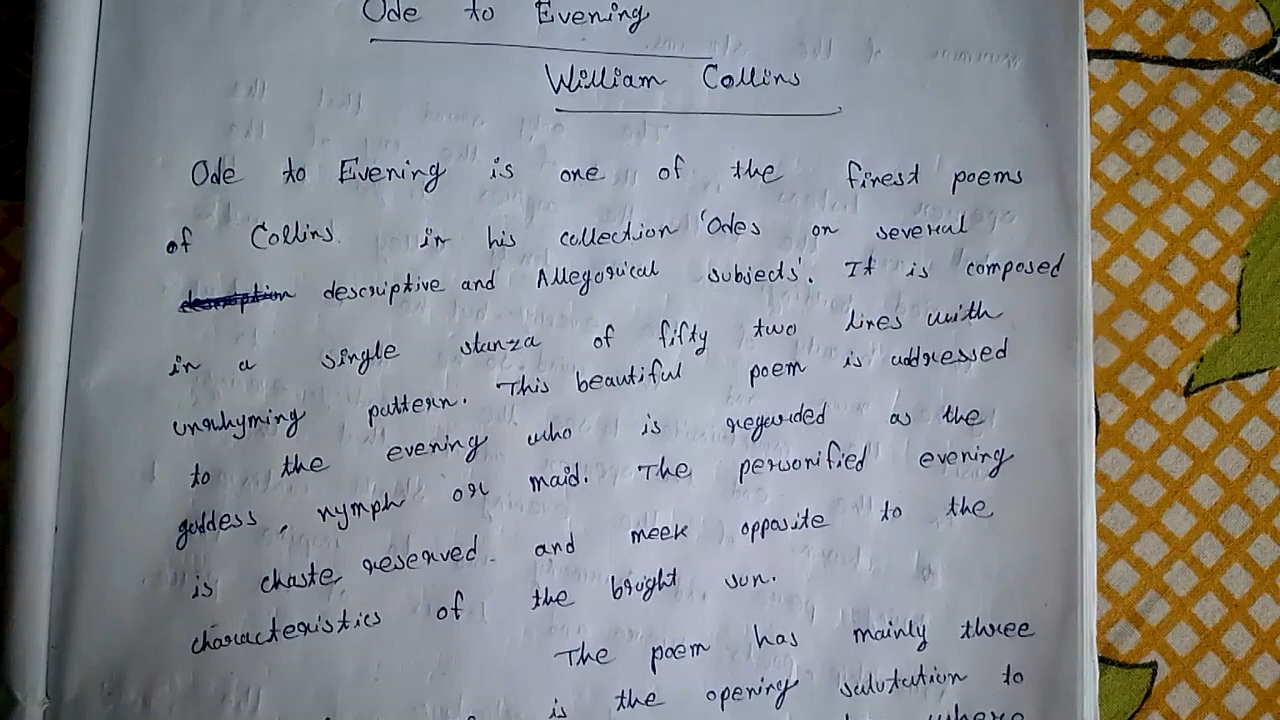 Ode to Evening
William Collins
Ode to Evening is one of the finest poems
of Collins. in his collection 'Odes on several
description descriptive and Allegorical subjects'. It is composed
in a single stanza of fifty two lines with
unrhyming pattern. This beautiful poem is addressed
to the evening who is regarded as the
goddess, nymph or maid. The personified evening
is chaste, reserved and meek opposite to the
characteristics of the bright sun.
The poem has mainly three
is the opening salutation to
where